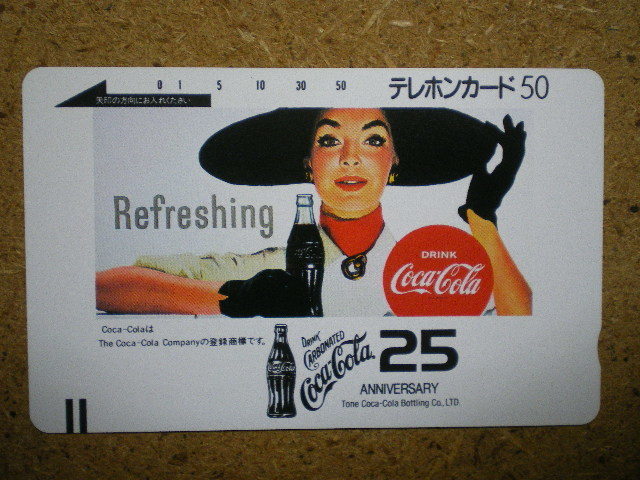 0 1 5 10 30 50 テレホンカード50
矢印の方向にお入れください
Refreshing
DRINK
Coca-Cola
Coca-Colaは
The Coca-Cola Companyの登録商標です。
DRINK
CARBONATED
Coca-Cola
25
ANNIVERSARY
Tone Coca-Cola Bottling Co., LTD.